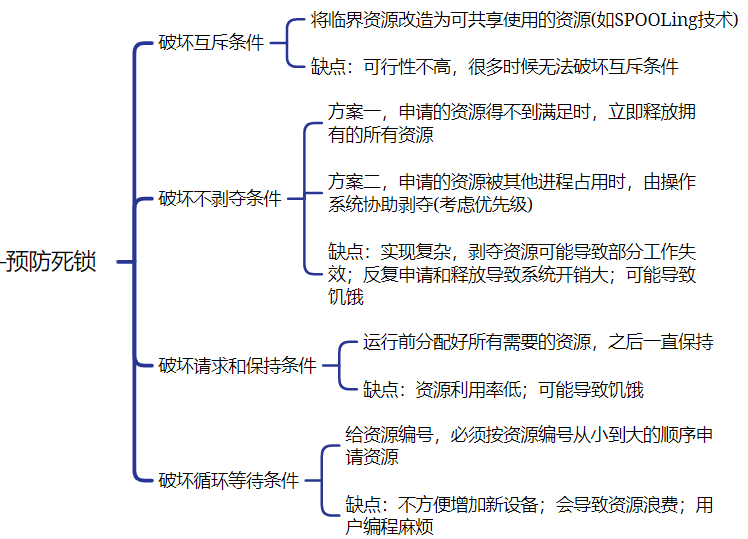 预防死锁
破坏互斥条件
将临界资源改造为可共享使用的资源(如SPOOLing技术)
缺点：可行性不高，很多时候无法破坏互斥条件
破坏不剥夺条件
方案一，申请的资源得不到满足时，立即释放拥
有的所有资源
方案二，申请的资源被其他进程占用时，由操作
系统协助剥夺(考虑优先级)
缺点：实现复杂，剥夺资源可能导致部分工作失
效；反复申请和释放导致系统开销大；可能导致
饥饿
破坏请求和保持条件
运行前分配好所有需要的资源，之后一直保持
缺点：资源利用率低；可能导致饥饿
破坏循环等待条件
给资源编号，必须按资源编号从小到大的顺序申
请资源
缺点：不方便增加新设备；会导致资源浪费；用
户编程麻烦